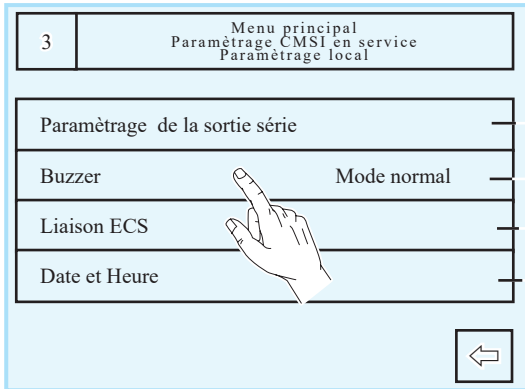 3
Menu principal
Paramètrage CMSI en service
Paramètrage local
Paramètrage de la sortie série
Buzzer Mode normal
Liaison ECS
Date et Heure